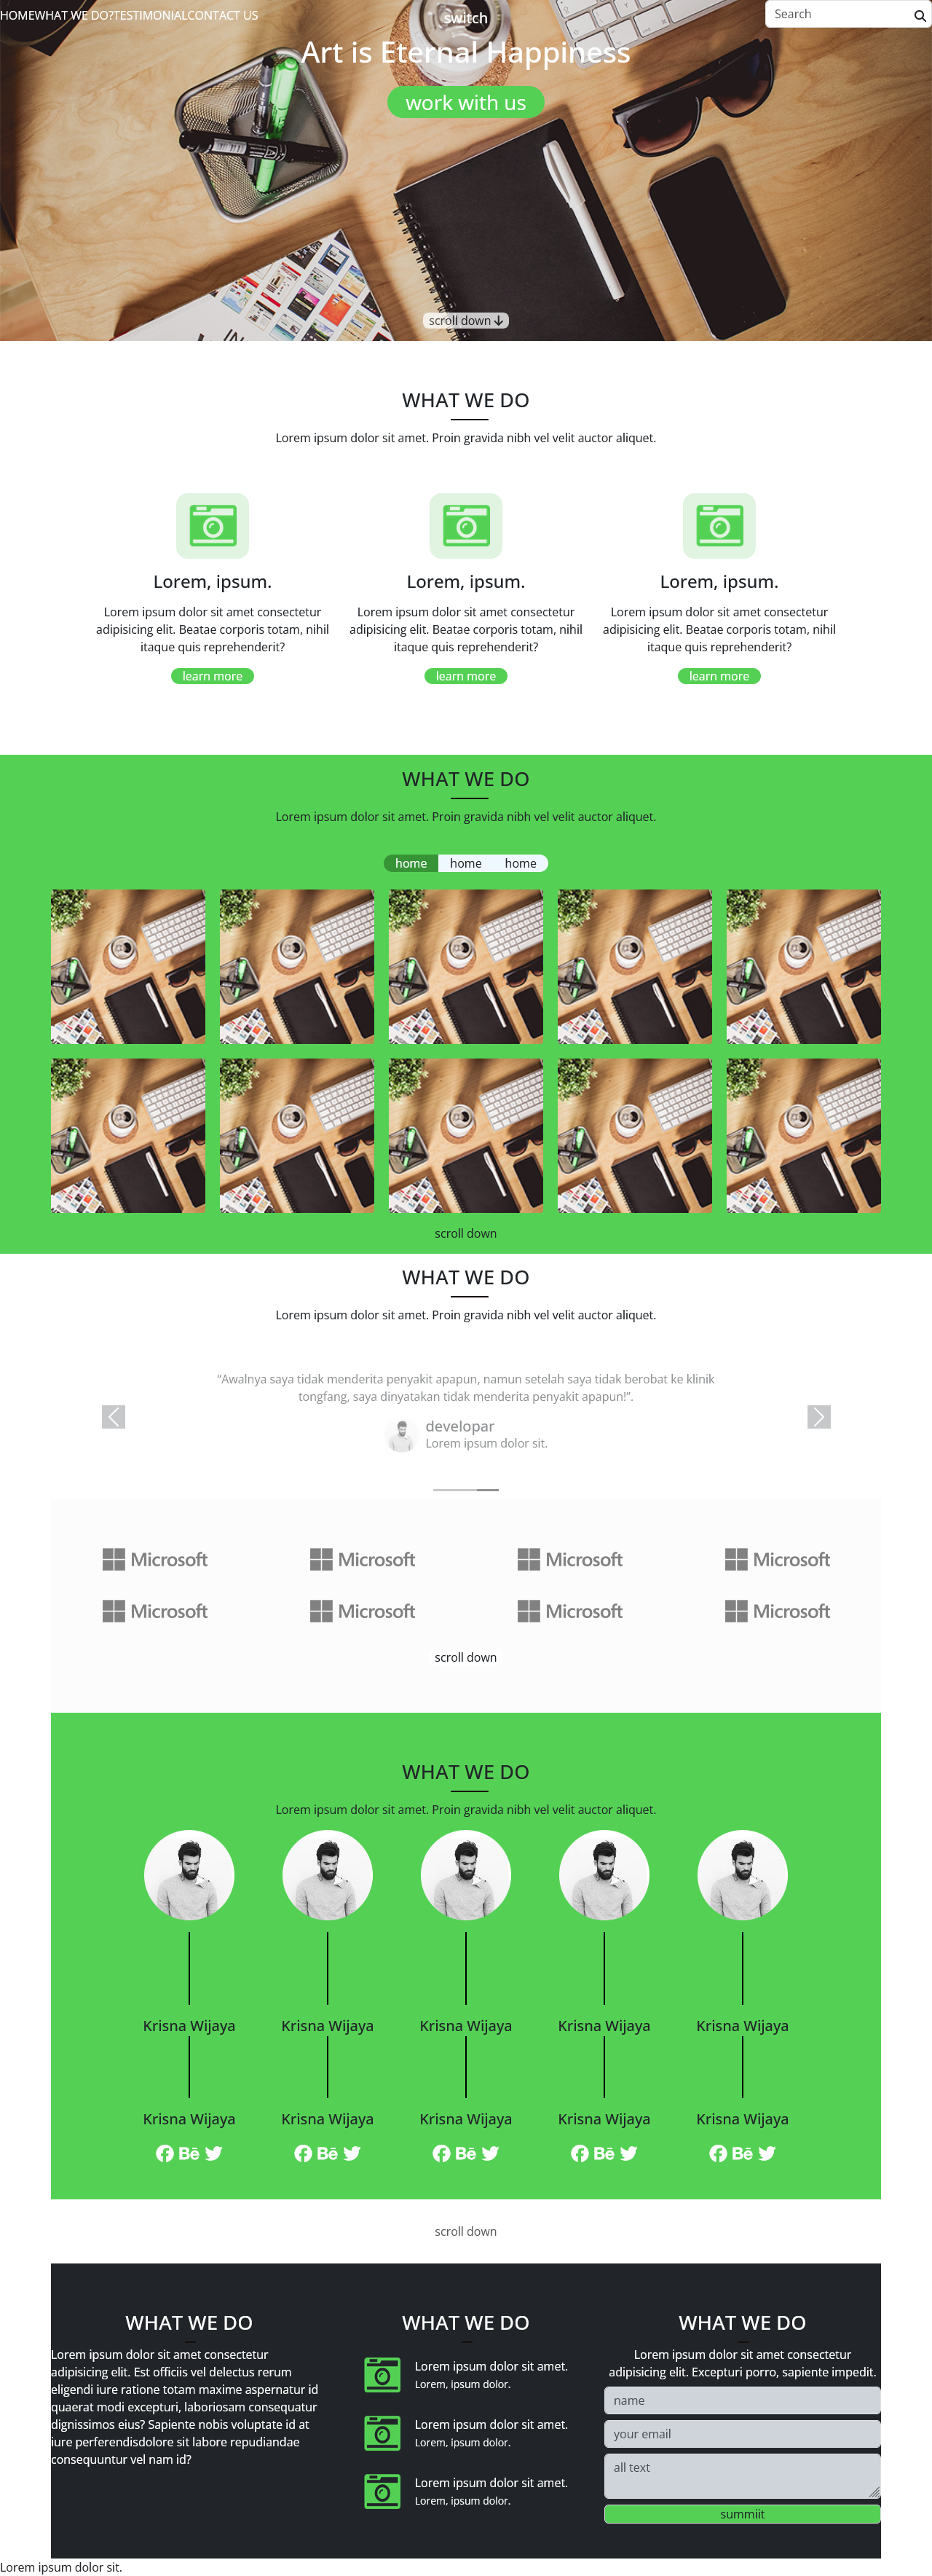 HOMEWHAT WE DO?TESTIMONIALCONTACT US
switch
Search
Art is Eternal Happiness
work with us
scroll down
WHAT WE DO
Lorem ipsum dolor sit amet. Proin gravida nibh vel velit auctor aliquet.
Lorem, ipsum.
Lorem ipsum dolor sit amet consectetur
adipisicing elit. Beatae corporis totam, nihil
itaque quis reprehenderit?
learn more
Lorem, ipsum.
Lorem ipsum dolor sit amet consectetur
adipisicing elit. Beatae corporis totam, nihil
itaque quis reprehenderit?
learn more
Lorem, ipsum.
Lorem ipsum dolor sit amet consectetur
adipisicing elit. Beatae corporis totam, nihil
itaque quis reprehenderit?
learn more
WHAT WE DO
Lorem ipsum dolor sit amet. Proin gravida nibh vel velit auctor aliquet.
home home home
scroll down
WHAT WE DO
Lorem ipsum dolor sit amet. Proin gravida nibh vel velit auctor aliquet.
“Awalnya saya tidak menderita penyakit apapun, namun setelah saya tidak berobat ke klinik
tongfang, saya dinyatakan tidak menderita penyakit apapun!”.
developar
Lorem ipsum dolor sit.
Microsoft Microsoft Microsoft Microsoft
Microsoft Microsoft Microsoft Microsoft
scroll down
WHAT WE DO
Lorem ipsum dolor sit amet. Proin gravida nibh vel velit auctor aliquet.
Krisna Wijaya Krisna Wijaya Krisna Wijaya Krisna Wijaya Krisna Wijaya
Krisna Wijaya Krisna Wijaya Krisna Wijaya Krisna Wijaya Krisna Wijaya
Bē Bē Bē Bē Bē
scroll down
WHAT WE DO
Lorem ipsum dolor sit amet consectetur
adipisicing elit. Est officiis vel delectus rerum
eligendi iure ratione totam maxime aspernatur id
quaerat modi excepturi, laboriosam consequatur
dignissimos eius? Sapiente nobis voluptate id at
iure perferendisdolore sit labore repudiandae
consequuntur vel nam id?
WHAT WE DO
Lorem ipsum dolor sit amet.
Lorem, ipsum dolor.
Lorem ipsum dolor sit amet.
Lorem, ipsum dolor.
Lorem ipsum dolor sit amet.
Lorem, ipsum dolor.
WHAT WE DO
Lorem ipsum dolor sit amet consectetur
adipisicing elit. Excepturi porro, sapiente impedit.
name
your email
all text
summiit
Lorem ipsum dolor sit.